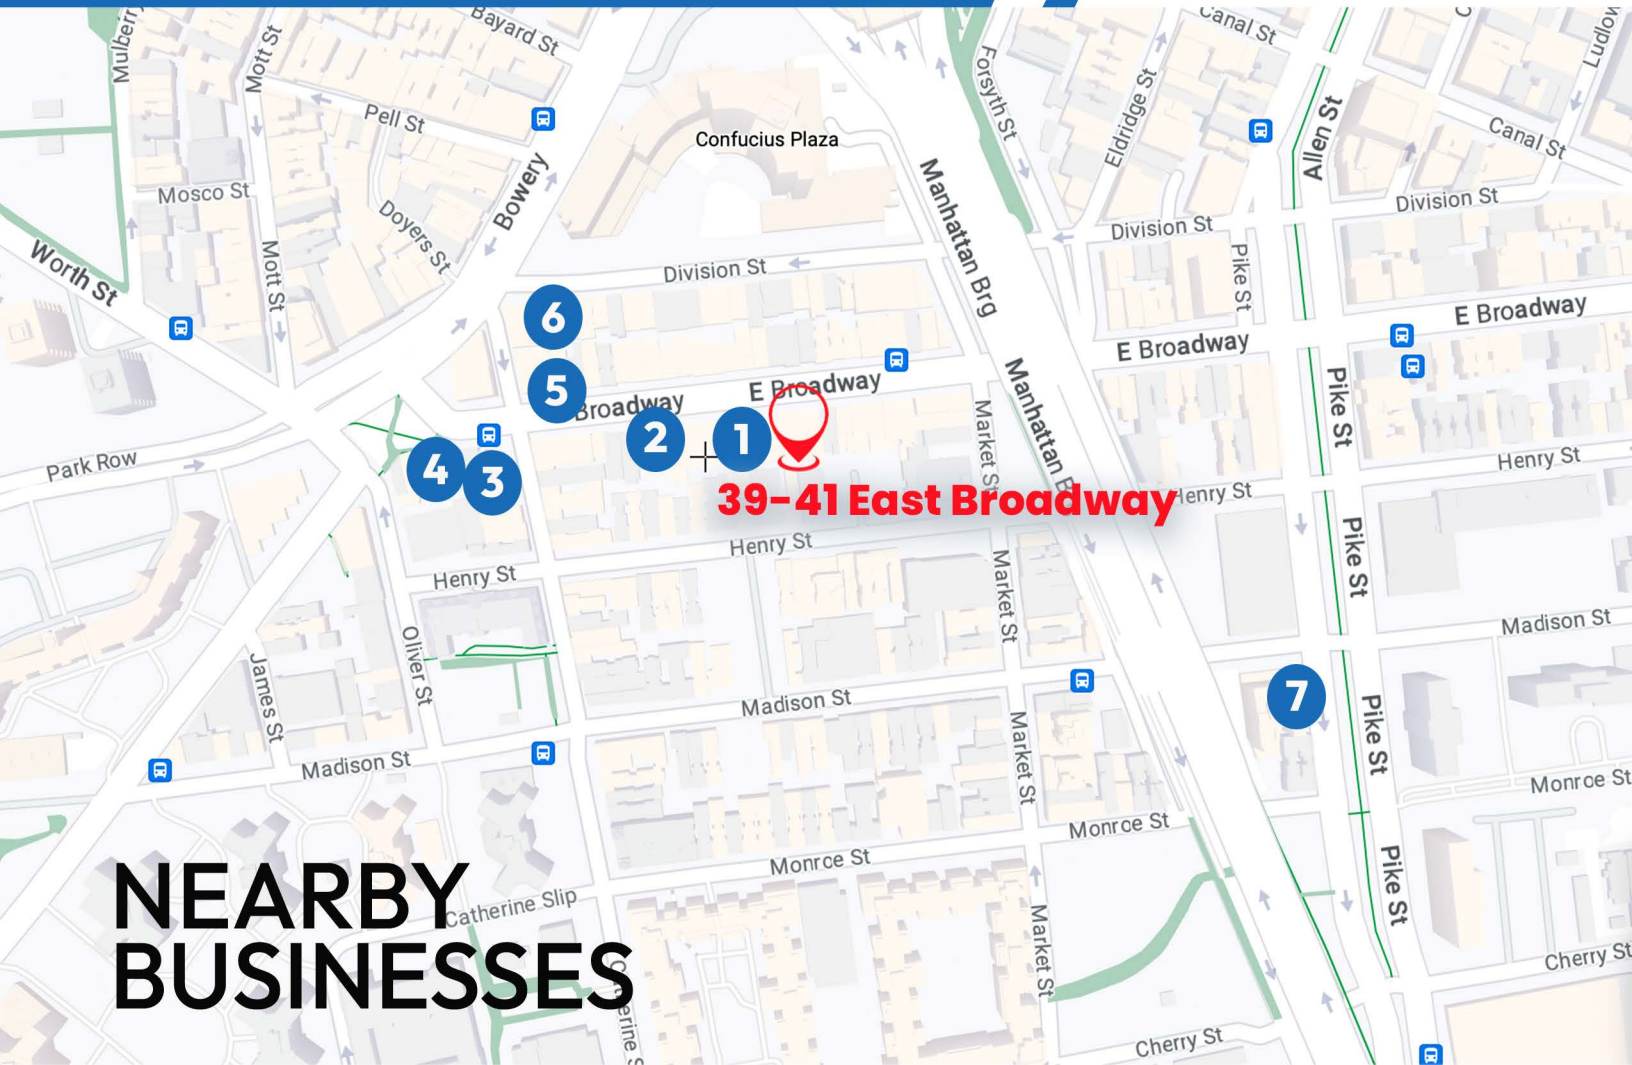 Mulberry
Mott St
Bayard St
Canal St
Ludlow
Pell St
Forsyth St
Eldridge St
Allen St
Canal St
Confucius Plaza
Bowery
Mosco St
Doyers St
Manhattan Brg
Division St
Division St
Worth St
Mott St
Division St
Pike St
6
E Broadway
E Broadway
5
E Broadway
Broadway
Manhattan B
Pike St
Market St
2
1
4
3
Park Row
Henry St
39-41 East Broadway
Henry St
Henry St
Pike St
Henry St
Market St
Madison St
Oliver St
James St
7
Madison St
Pike St
Market St
Madison St
Monroe St
Monroe St
Monroe St
Pike St
NEARBY
BUSINESSES
Catherine Slip
Market St
Cherry St
Cherry St